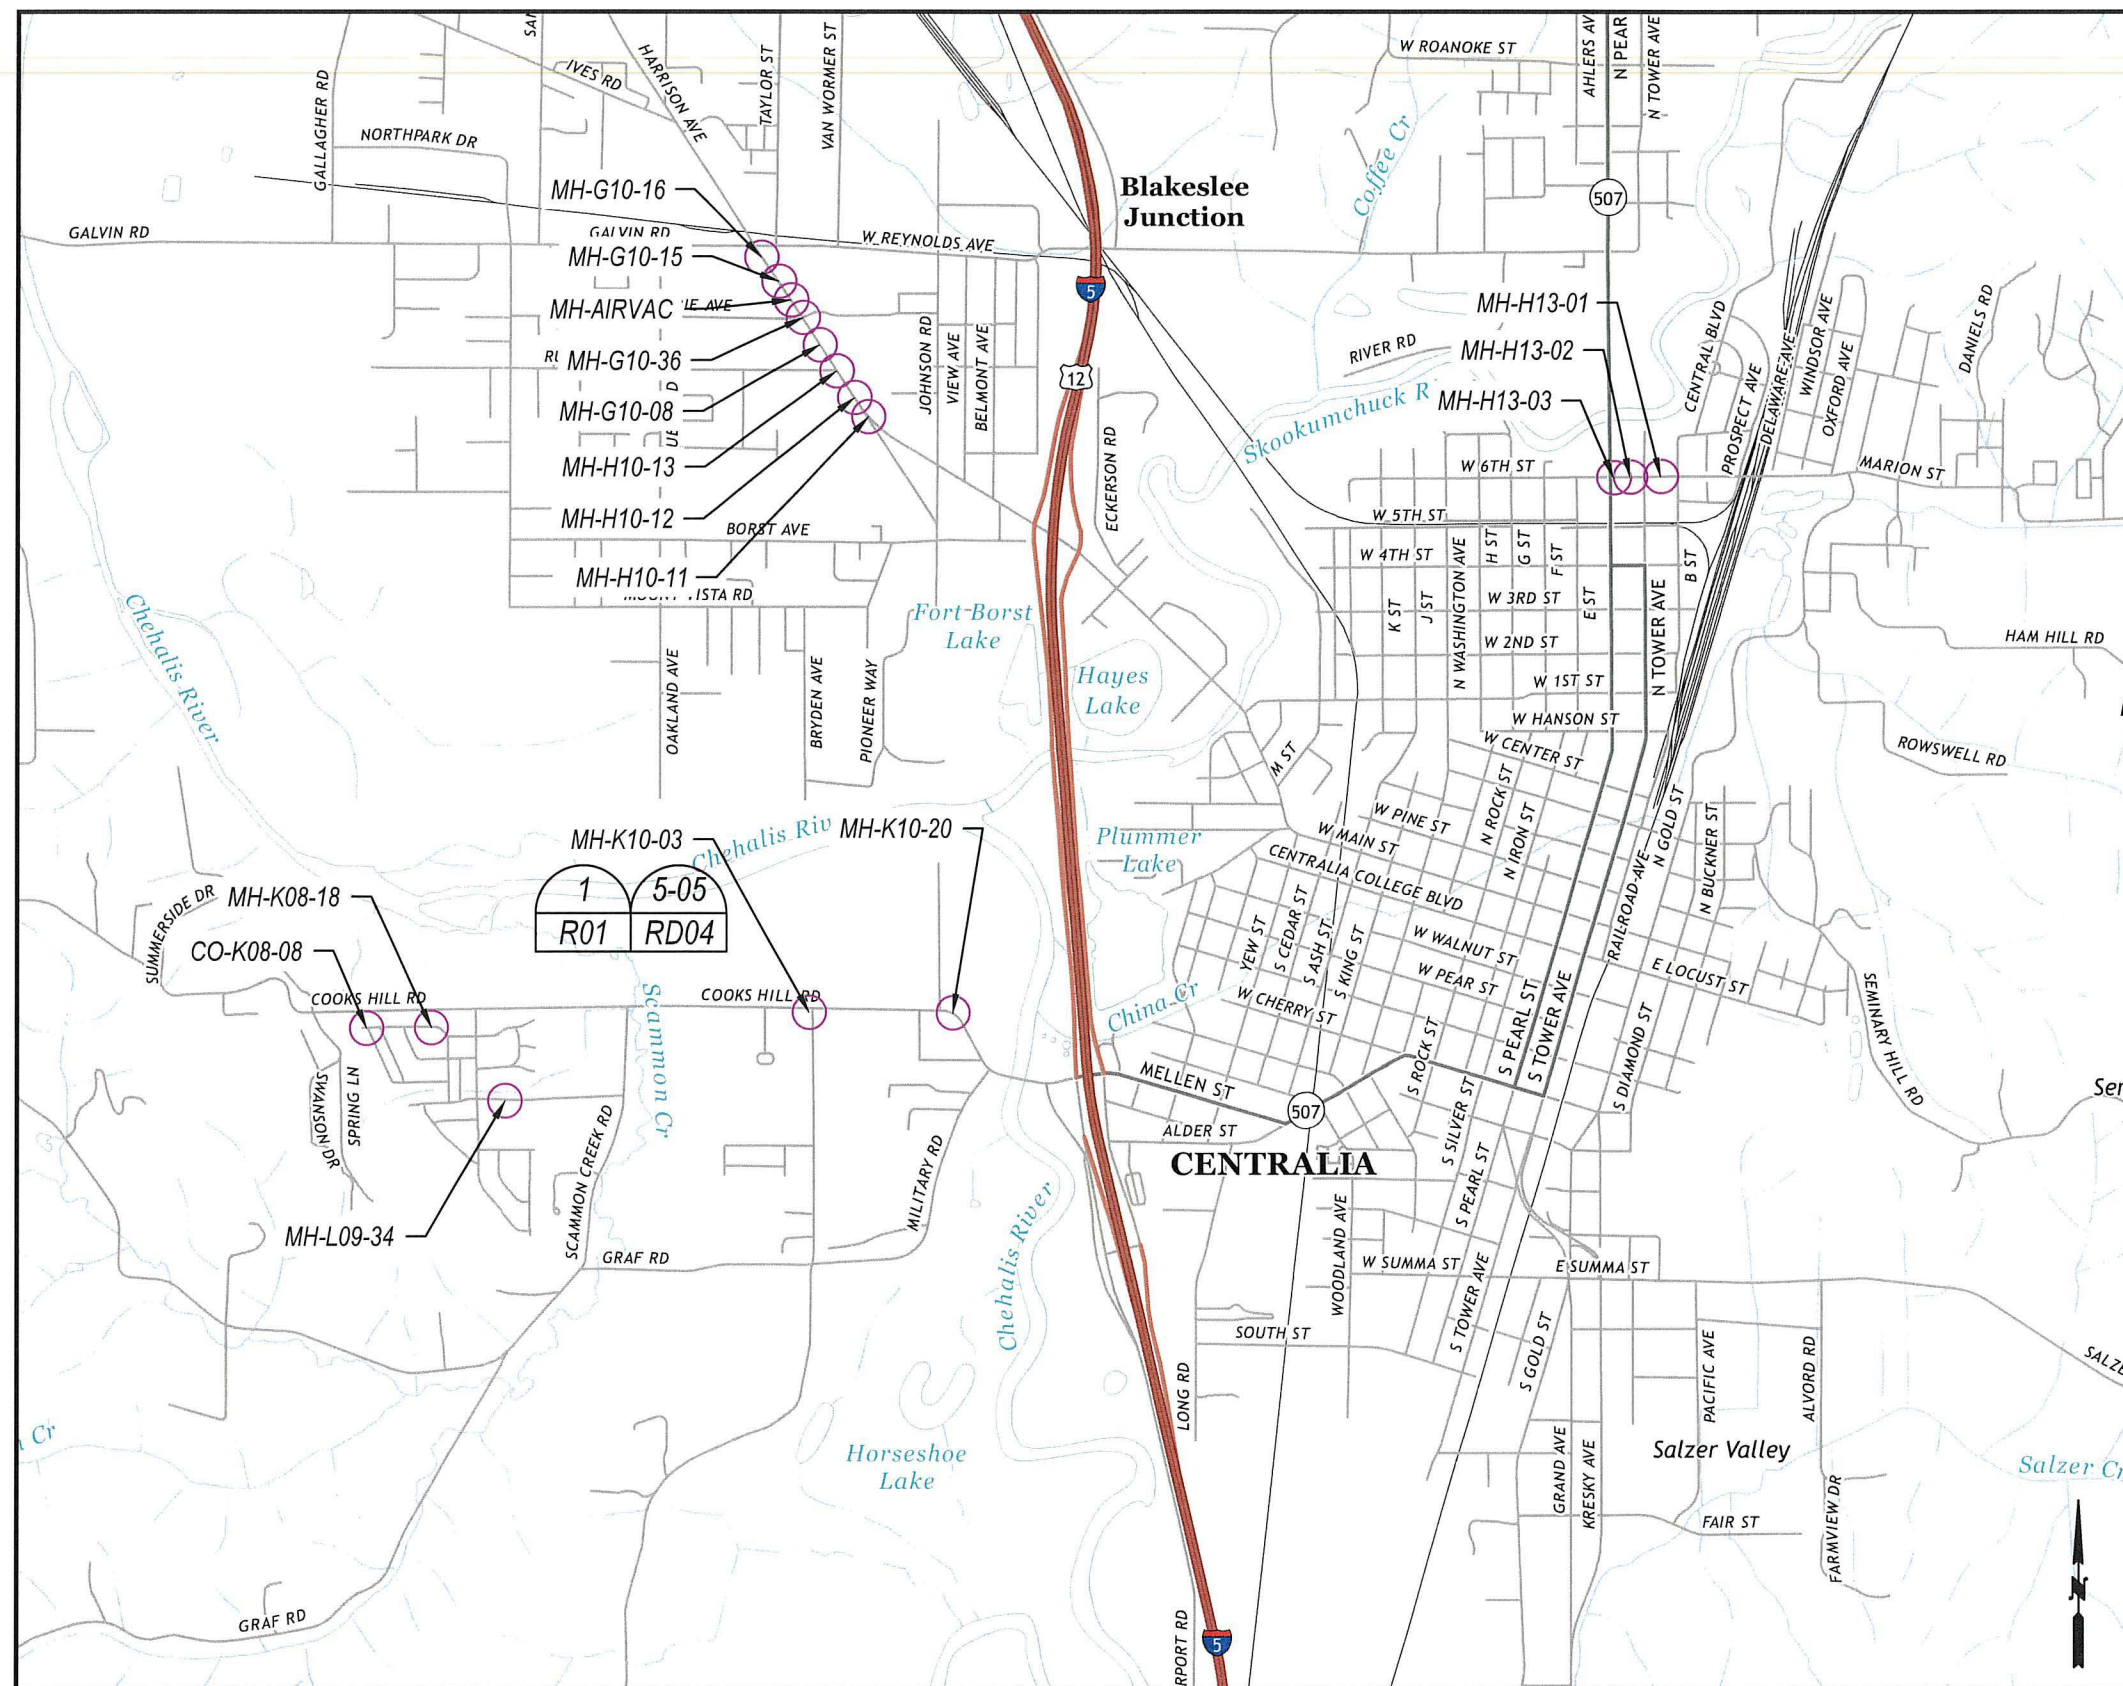 W ROANOKE ST
AHLERS AV
N PEAR
N TOWER AVE
HARRISON AVE
IVES RD
TAYLOR ST
VAN WORMER ST
GALLAGHER RD
NORTHPARK DR
Coffee Cr
MH-G10-16
Blakeslee
Junction
507
GALVIN RD
GALVIN RD
W REYNOLDS AVE
MH-G10-15
5
MH-AIRVAC
IE AVE
MH-H13-01
MH-H13-02
MH-H13-03
CENTRAL BLVD
WINDSOR AVE
DANIELS RD
RIVER RD
JOHNSON RD
VIEW AVE
BELMONT AVE
MH-G10-36
12
PROSPECT AVE
DELAWARE AVE
OXFORD AVE
MH-G10-08
Skookumchuck R
ECKERSON RD
MH-H10-13
W 6TH ST
MARION ST
MH-H10-12
BORST AVE
W 5TH ST
W 4TH ST
N WASHINGTON AVE
H ST
G ST
F ST
B ST
MH-H10-11
ISTA RD
Chehalis River
Fort Borst
Lake
K ST
J ST
W 3RD ST
E ST
N TOWER AVE
HAM HILL RD
W 2ND ST
Hayes
Lake
W 1ST ST
OAKLAND AVE
BRYDEN AVE
PIONEER WAY
W HANSON ST
M ST
W CENTER ST
ROWSWELL RD
N ROCK ST
N IRON ST
N GOLD ST
N BUCKNER ST
MH-K10-03
Chehalis Riv
MH-K10-20
Plummer
Lake
W PINE ST
W MAIN ST
CENTRALIA COLLEGE BLVD
1
5-05
R01
RD04
SUMMERSIDE DR
MH-K08-18
CO-K08-08
YEW ST
S CEDAR ST
S ASH ST
S KING ST
W WALNUT ST
W PEAR ST
RAILROAD AVE
E LOCUST ST
SEMINARY HILL RD
COOKS HILL RD
COOKS HILL RD
Scammon Cr
China Cr
W CHERRY ST
S PEARL ST
S TOWER AVE
S ROCK ST
S DIAMOND ST
SWANSON DR
SPRING LN
MELLEN ST
507
S SILVER ST
Ser
ALDER ST
CENTRALIA
SCAMMON CREEK RD
MILITARY RD
S PEARL ST
MH-L09-34
Chehalis River
WOODLAND AVE
GRAF RD
W SUMMA ST
E SUMMA ST
S TOWER AVE
SOUTH ST
S GOLD ST
PACIFIC AVE
ALVORD RD
SALZE
LONG RD
Cr
Horseshoe
Lake
GRAND AVE
KRESKY AVE
Salzer Valley
Salzer Cr
FARMVIEW DR
FAIR ST
N
GRAF RD
RPORT RD
5